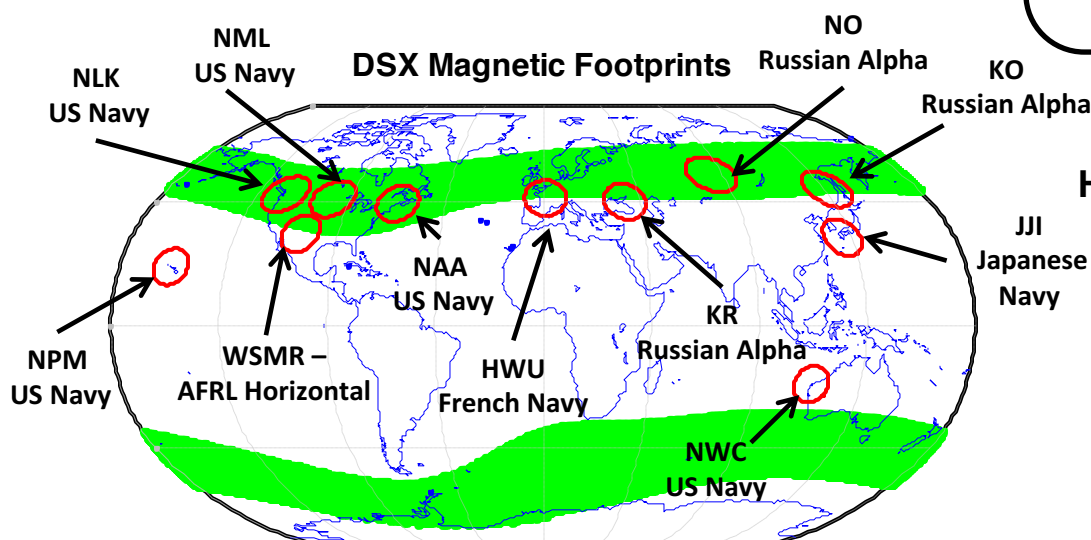 NML
US Navy
DSX Magnetic Footprints
NO
Russian Alpha
NLK
US Navy
KO
Russian Alpha
H
JJI
Japanese
Navy
NAA
US Navy
KR
Russian Alpha
NPM
US Navy
WSMR –
AFRL Horizontal
HWU
French Navy
NWC
US Navy